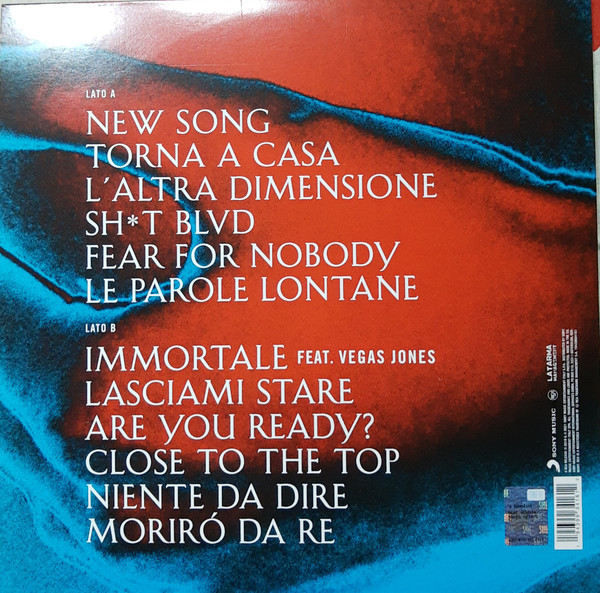 LATO A
NEW SONG
TORNA A CASA
L'ALTRA DIMENSIONE
SH*T BLVD
FEAR FOR NOBODY
LE PAROLE LONTANE
LATO B
IMMORTALE FEAT. VEGAS JONES
LASCIAMI STARE
ARE YOU READY?
CLOSE TO THE TOP
NIENTE DA DIRE
MORIRÓ DA RE
SONY MUSIC
RCA
LATARMA